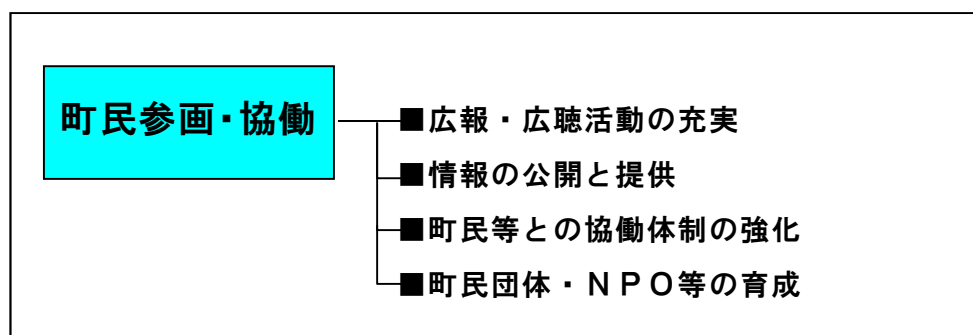 町民参画・協働
■広報・広聴活動の充実
■情報の公開と提供
■町民等との協働体制の強化
■町民団体・ＮＰＯ等の育成